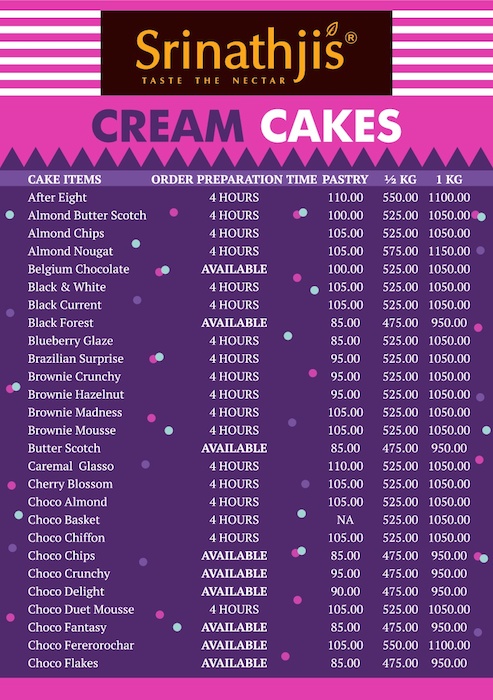 Srinathjis®
TASTE THE NECTAR
CREAM CAKES
CAKE ITEMS ORDER PREPARATION TIME PASTRY ½ KG 1 KG
After Eight 4 HOURS 110.00 550.00 1100.00
Almond Butter Scotch 4 HOURS 100.00 525.00 1050.00
Almond Chips 4 HOURS 105.00 525.00 1050.00
Almond Nougat 4 HOURS 105.00 575.00 1150.00
Belgium Chocolate AVAILABLE 100.00 525.00 1050.00
Black & White 4 HOURS 105.00 525.00 1050.00
Black Current 4 HOURS 105.00 525.00 1050.00
Black Forest AVAILABLE 85.00 475.00 950.00
Blueberry Glaze 4 HOURS 85.00 525.00 1050.00
Brazilian Surprise 4 HOURS 95.00 525.00 1050.00
Brownie Crunchy 4 HOURS 95.00 525.00 1050.00
Brownie Hazelnut 4 HOURS 95.00 525.00 1050.00
Brownie Madness 4 HOURS 105.00 525.00 1050.00
Brownie Mousse 4 HOURS 105.00 525.00 1050.00
Butter Scotch AVAILABLE 85.00 475.00 950.00
Caremal Glasso 4 HOURS 110.00 525.00 1050.00
Cherry Blossom 4 HOURS 105.00 525.00 1050.00
Choco Almond 4 HOURS 105.00 525.00 1050.00
Choco Basket 4 HOURS NA 525.00 1050.00
Choco Chiffon 4 HOURS 105.00 525.00 1050.00
Choco Chips AVAILABLE 85.00 475.00 950.00
Choco Crunchy AVAILABLE 95.00 475.00 950.00
Choco Delight AVAILABLE 90.00 475.00 950.00
Choco Duet Mousse 4 HOURS 105.00 525.00 1050.00
Choco Fantasy AVAILABLE 85.00 475.00 950.00
Choco Fererorochar AVAILABLE 105.00 550.00 1100.00
Choco Flakes AVAILABLE 85.00 475.00 950.00